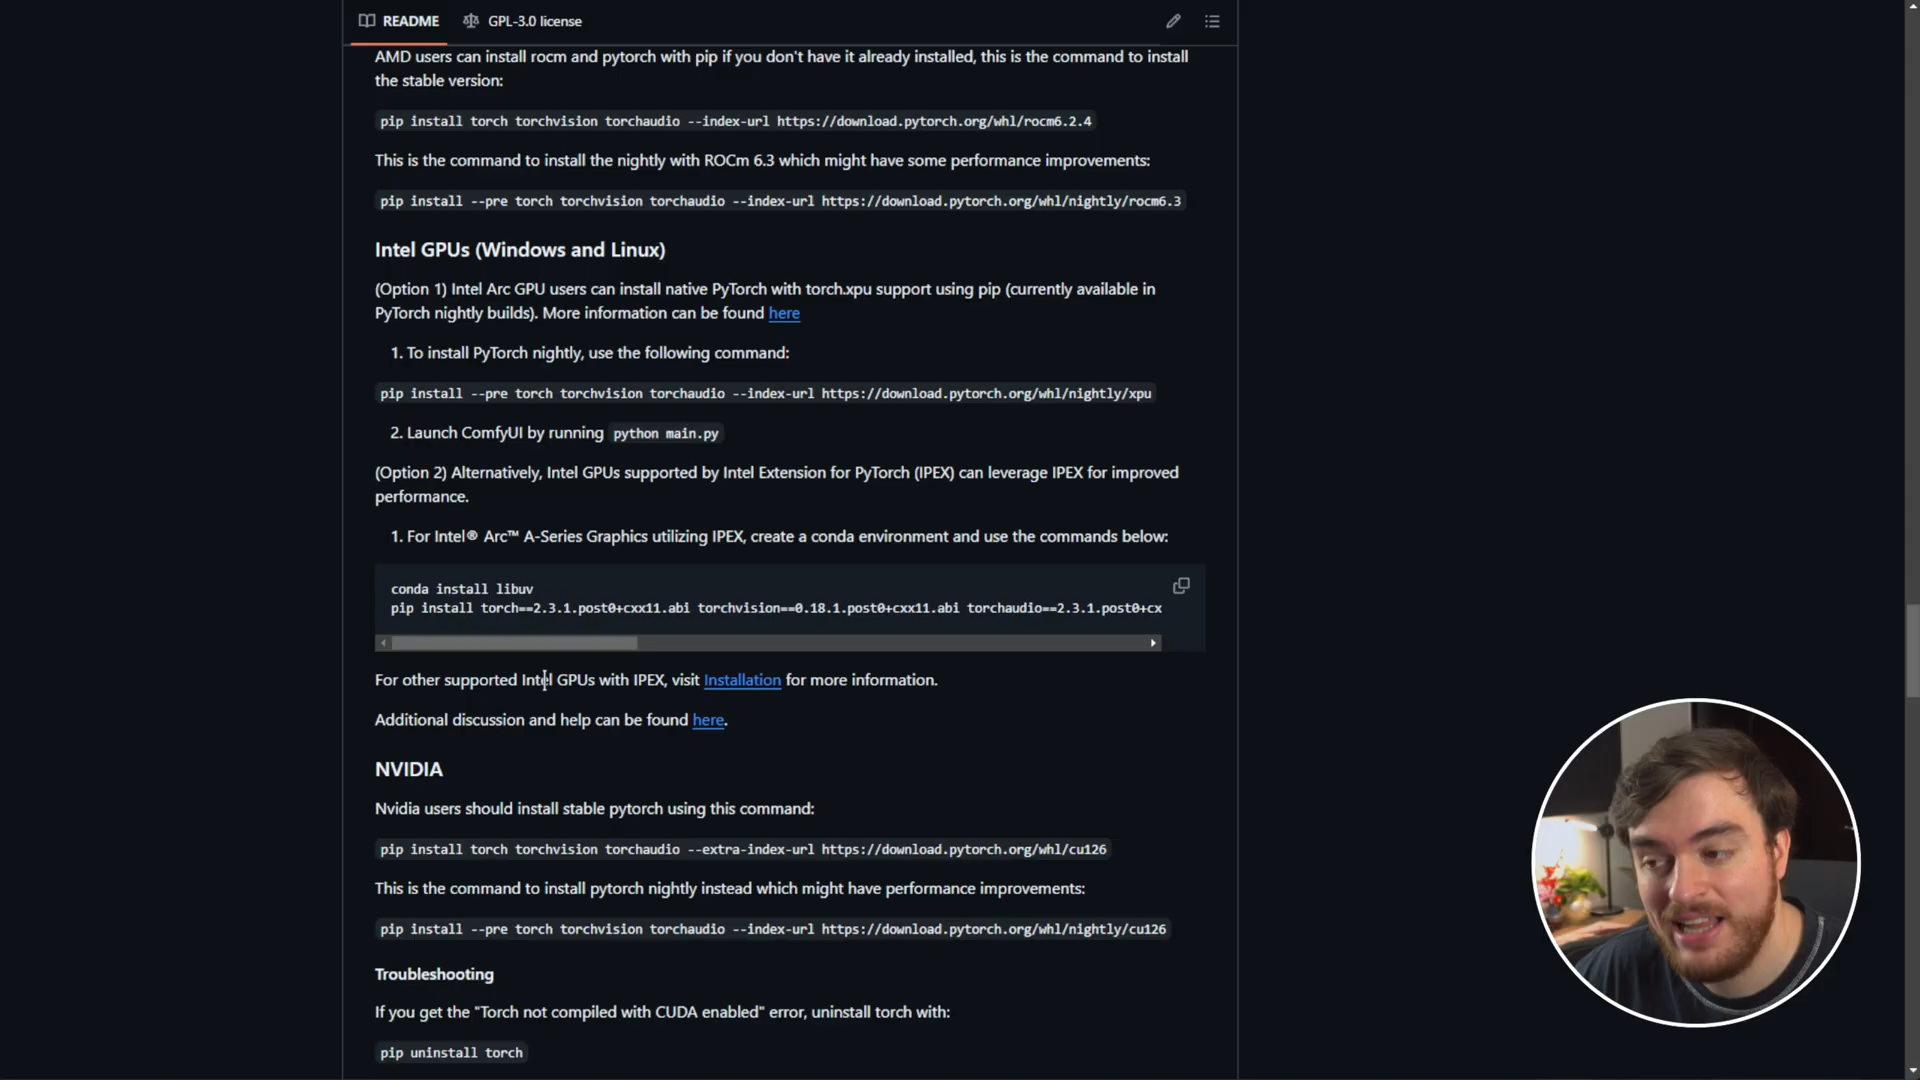 README GPL-3.0 license
AMD users can install rocm and pytorch with pip if you don't have it already installed, this is the command to install
the stable version:
pip install torch torchvision torchaudio --index-url https://download.pytorch.org/whl/rocm6.2.4
This is the command to install the nightly with ROCm 6.3 which might have some performance improvements:
pip install --pre torch torchvision torchaudio --index-url https://download.pytorch.org/whl/nightly/rocm6.3
Intel GPUs (Windows and Linux)
(Option 1) Intel Arc GPU users can install native PyTorch with torch.xpu support using pip (currently available in
PyTorch nightly builds). More information can be found here
1. To install PyTorch nightly, use the following command:
pip install --pre torch torchvision torchaudio --index-url https://download.pytorch.org/whl/nightly/xpu
2. Launch ComfyUI by running python main.py
(Option 2) Alternatively, Intel GPUs supported by Intel Extension for PyTorch (IPEX) can leverage IPEX for improved
performance.
1. For Intel® Arc™ A-Series Graphics utilizing IPEX, create a conda environment and use the commands below:
conda install libuv
pip install torch==2.3.1.post0+cxx11.abi torchvision==0.18.1.post0+cxx11.abi torchaudio==2.3.1.post0+cx
For other supported Intel GPUs with IPEX, visit Installation for more information.
Additional discussion and help can be found here.
NVIDIA
Nvidia users should install stable pytorch using this command:
pip install torch torchvision torchaudio --extra-index-url https://download.pytorch.org/whl/cu126
This is the command to install pytorch nightly instead which might have performance improvements:
pip install --pre torch torchvision torchaudio --index-url https://download.pytorch.org/whl/nightly/cu126
Troubleshooting
If you get the "Torch not compiled with CUDA enabled" error, uninstall torch with:
pip uninstall torch